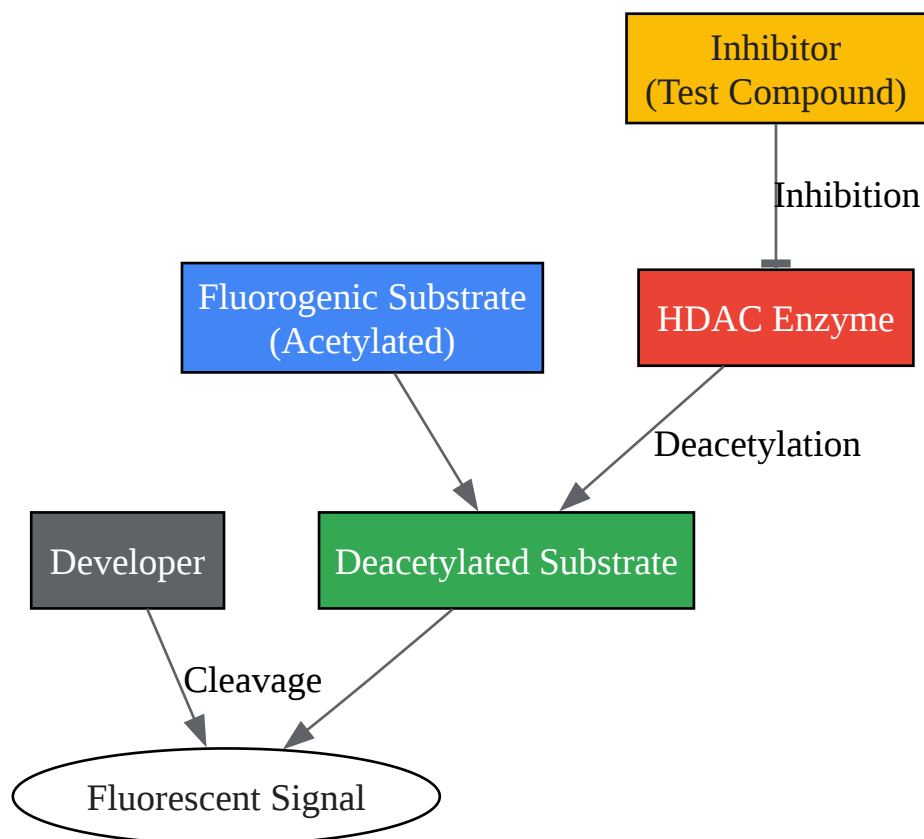 Inhibitor
(Test Compound)
Inhibition
Fluorogenic Substrate
(Acetylated)
HDAC Enzyme
Deacetylation
Developer
Deacetylated Substrate
Cleavage
Fluorescent Signal